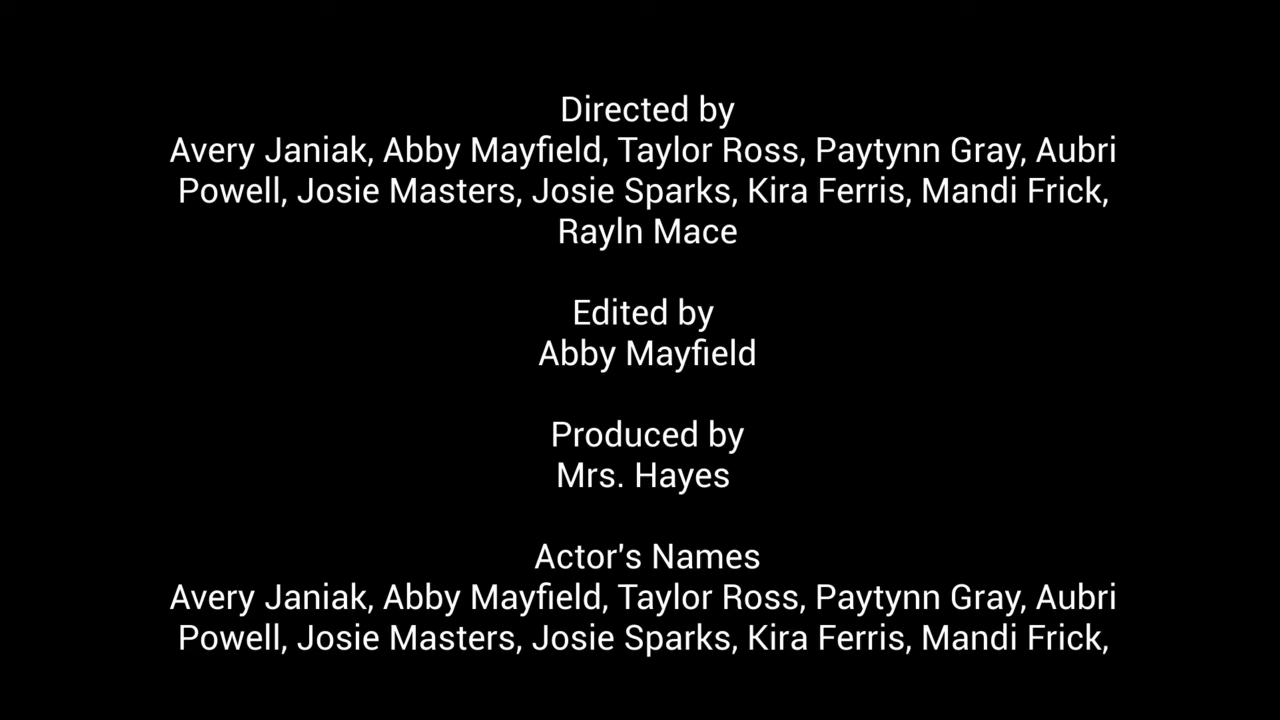 Directed by
Avery Janiak, Abby Mayfield, Taylor Ross, Paytynn Gray, Aubri
Powell, Josie Masters, Josie Sparks, Kira Ferris, Mandi Frick,
Rayln Mace
Edited by
Abby Mayfield
Produced by
Mrs. Hayes
Actor's Names
Avery Janiak, Abby Mayfield, Taylor Ross, Paytynn Gray, Aubri
Powell, Josie Masters, Josie Sparks, Kira Ferris, Mandi Frick,